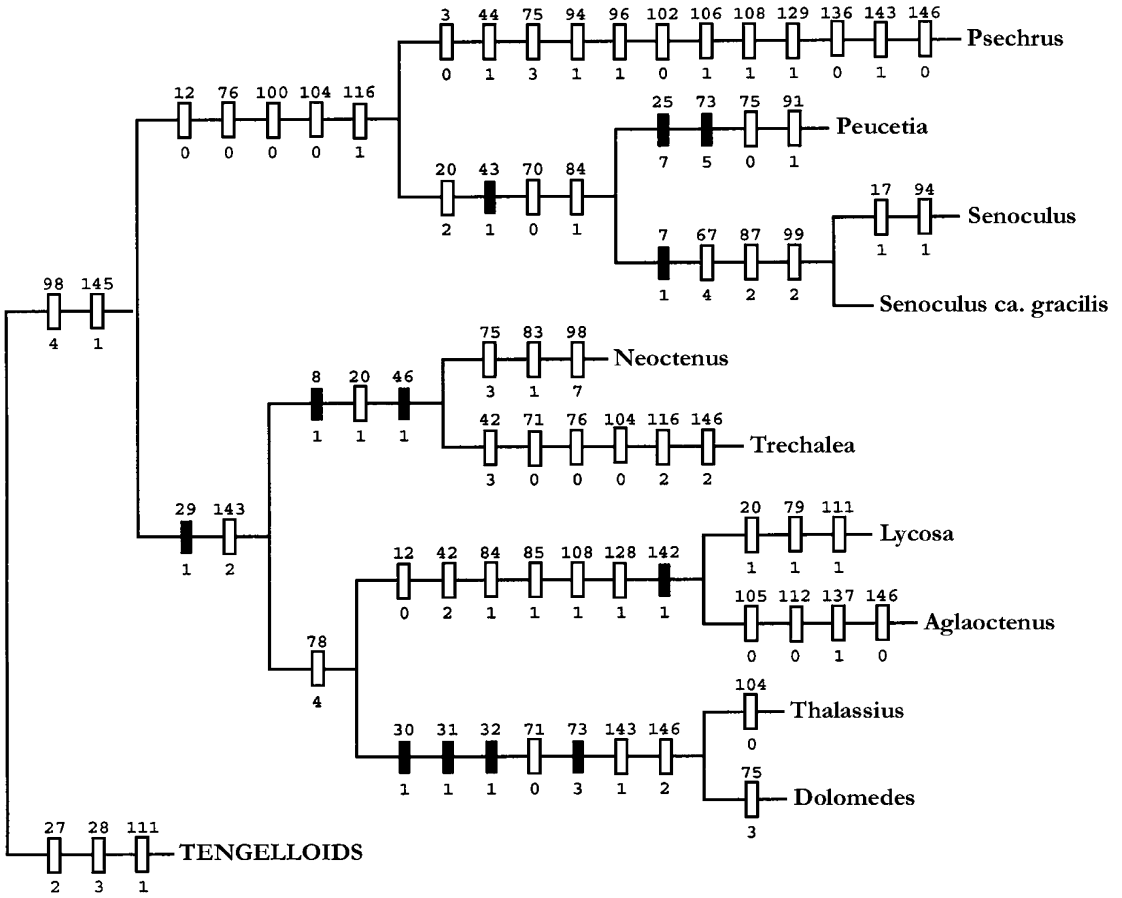 3 44 75 94 96 102 106 108 129 136 143 146
Psechrus
0 1 3 1 1 0 1 1 1 0 1 0
12 76 100 104 116
0 0 0 0 1
25 73 75 91
Peucetia
7 5 0 1
20 43 70 84
2 1 0 1
17 94
Senoculus
1 1
7 67 87 99
1 4 2 2
Senoculus ca. gracilis
98 145
4 1
75 83 98
Neoctenus
3 1 7
8 20 46
1 1 1
42 71 76 104 116 146
Trechalea
3 0 0 0 2 2
29 143
1 2
20 79 111
Lycosa
1 1 1
12 42 84 85 108 128 142
0 2 1 1 1 1 1
105 112 137 146
Aglaoctenus
0 0 1 0
78
4
104
Thalassius
0
30 31 32 71 73 143 146
1 1 1 0 3 1 2
75
Dolomedes
3
27 28 111
TENGELLOIDS
2 3 1